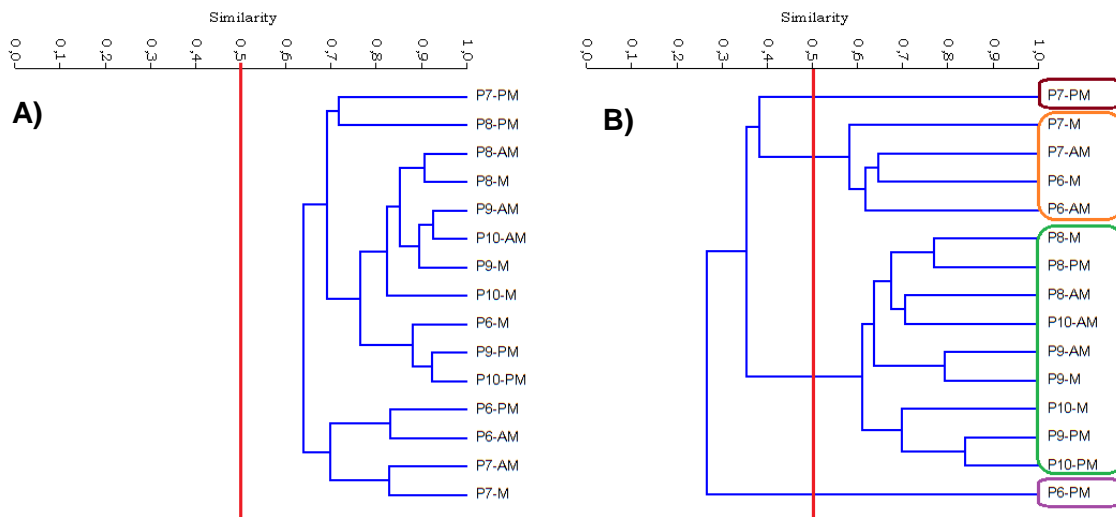 Similarity
0,0 0,1 0,2 0,3 0,4 0,5 0,6 0,7 0,8 0,9 1,0
A)
P7-PM
P8-PM
P8-AM
P8-M
P9-AM
P10-AM
P9-M
P10-M
P6-M
P9-PM
P10-PM
P6-PM
P6-AM
P7-AM
P7-M
Similarity
0,0 0,1 0,2 0,3 0,4 0,5 0,6 0,7 0,8 0,9 1,0
B)
P7-PM
P7-M
P7-AM
P6-M
P6-AM
P8-M
P8-PM
P8-AM
P10-AM
P9-AM
P9-M
P10-M
P9-PM
P10-PM
P6-PM